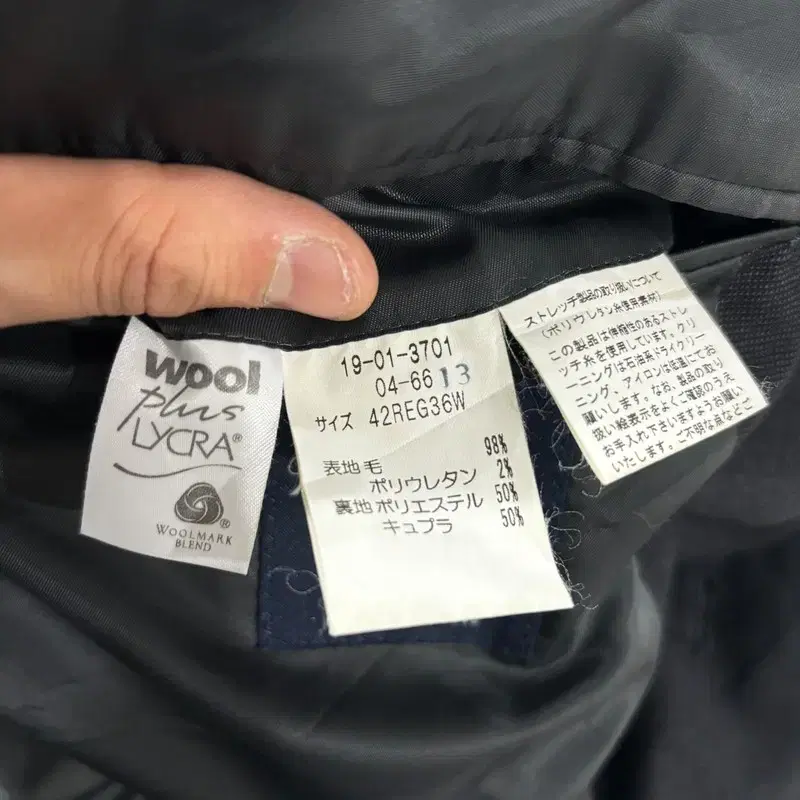 wool
plus
LYCRA®
®
WOOLMARK
BLEND
19-01-3701
04-66 13
サイズ 42REG36W
98%
表地 毛
ポリウレタン 2%
裏地 ポリエステル 50%
キュプラ 50%
ストレッチ製品の取り扱いについて
(ポリウレタン糸使用素材)
この製品は伸縮性のあるストレ
ッチ糸を使用しています。クリ
ーニングは石油系ドライクリー
ニング、アイロンは低温にてお
願いします。なお、製品の取り
扱い絵表示をよくご確認のうえ
お手入れ下さいますようお願い
いたします。ご不明な点などご